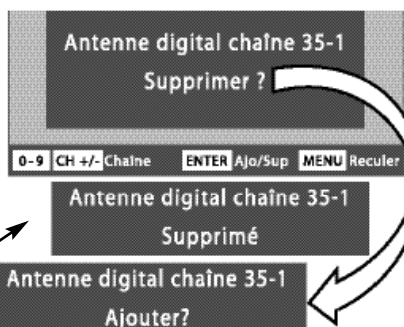 Antenne digital chaîne 35-1
Supprimer ?
0-9 CH +/- Chaîne ENTER Ajo/Sup MENU Reculer
Antenne digital chaîne 35-1
Supprimé
Antenne digital chaîne 35-1
Ajouter?